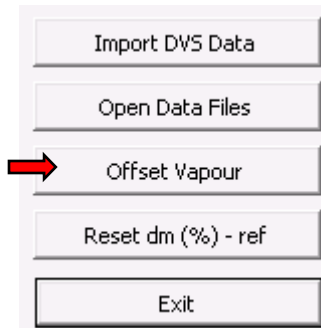 Import DVS Data
Open Data Files
Offset Vapour
Reset dm (%) - ref
Exit